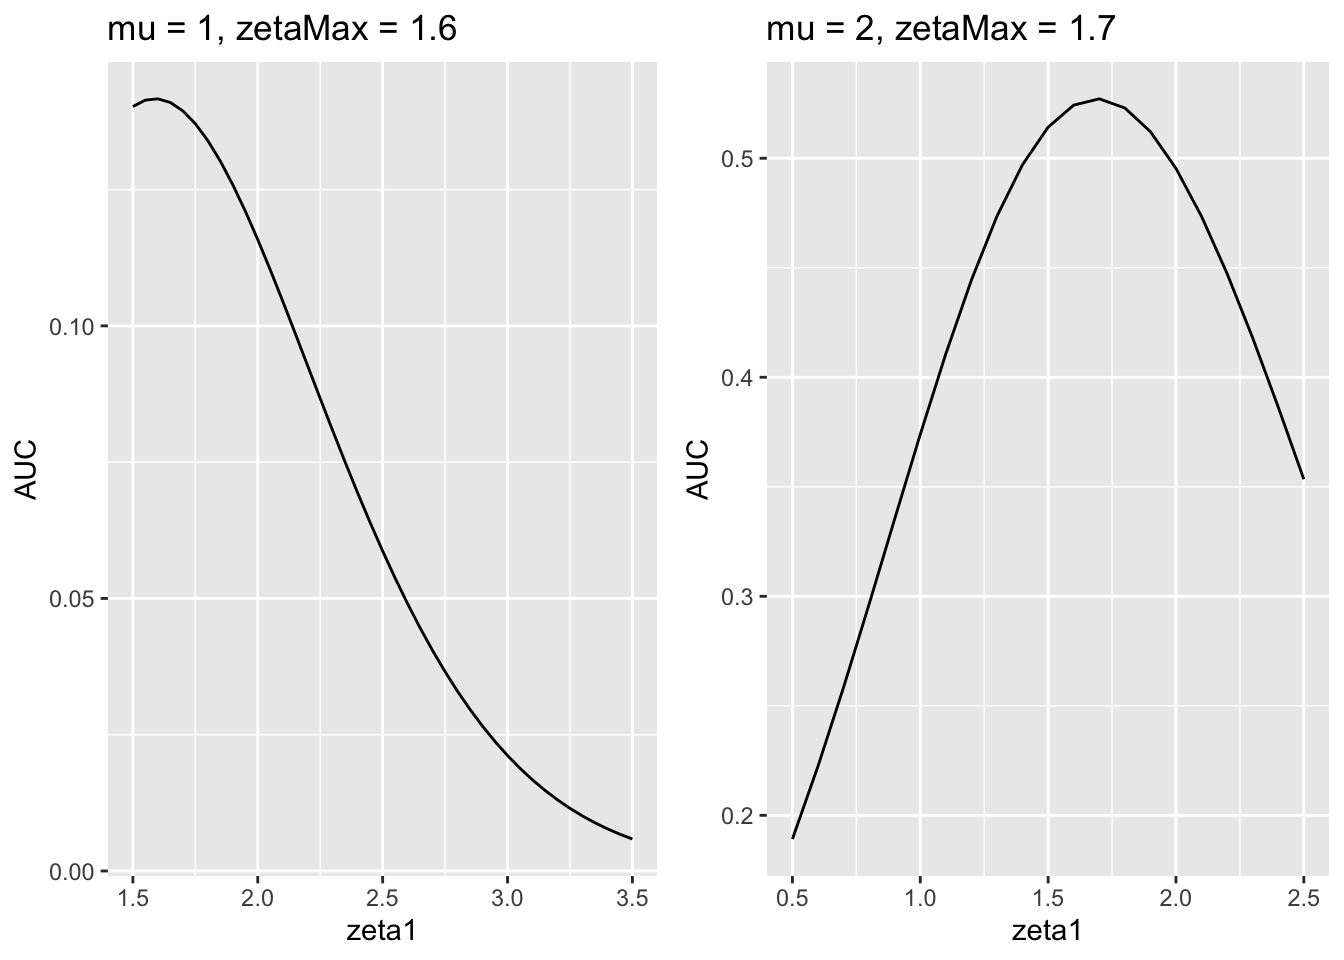 mu = 1, zetaMax = 1.6
AUC
0.10
0.05
0.00
1.5 2.0 2.5 3.0 3.5
zeta1
mu = 2, zetaMax = 1.7
AUC
0.5
0.4
0.3
0.2
0.5 1.0 1.5 2.0 2.5
zeta1